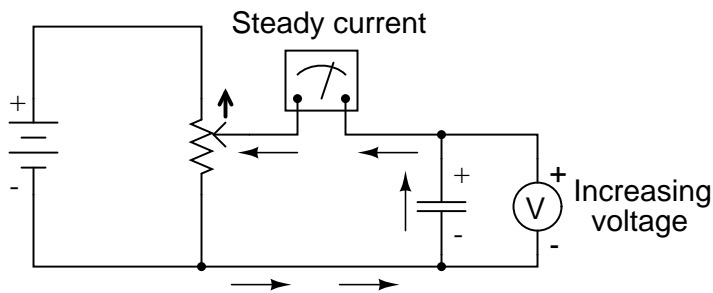 Steady current
+
-
+
-
V
+
-
Increasing
voltage